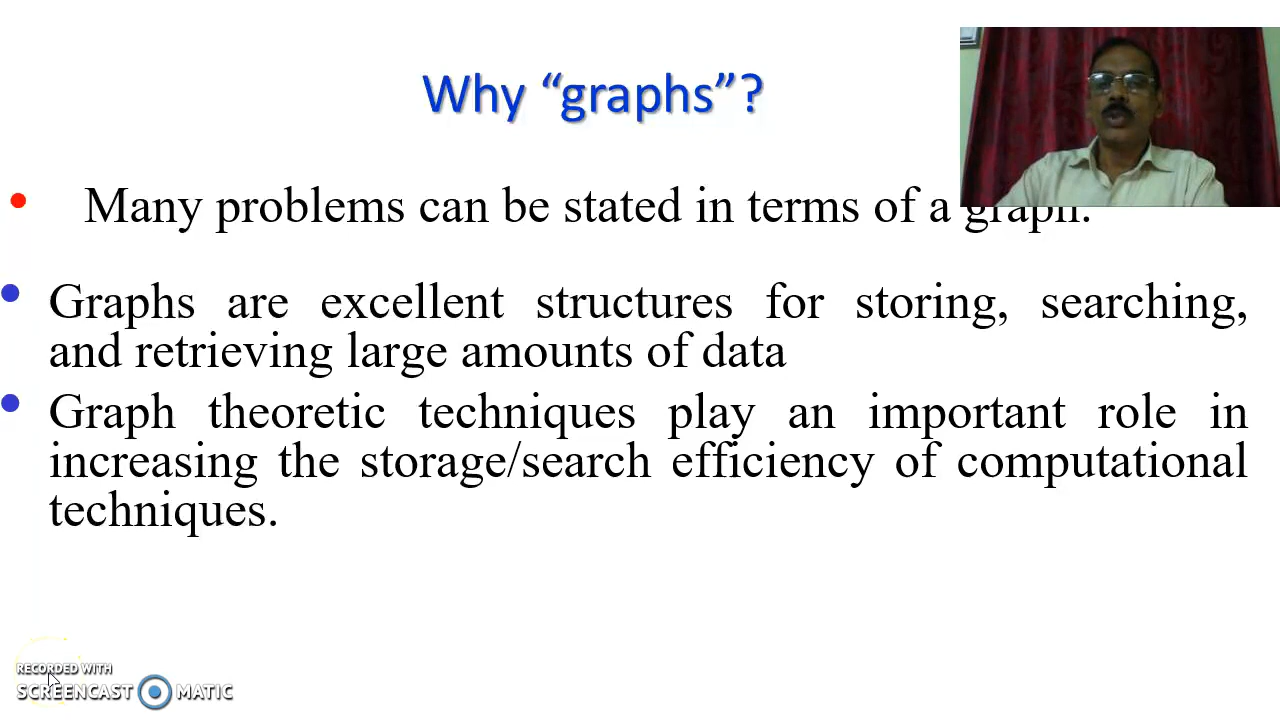 Why “graphs”?
Many problems can be stated in terms of a graph.
Graphs are excellent structures for storing, searching,
and retrieving large amounts of data
Graph theoretic techniques play an important role in
increasing the storage/search efficiency of computational
techniques.
RECORDED WITH
SCREENCAST MATIC